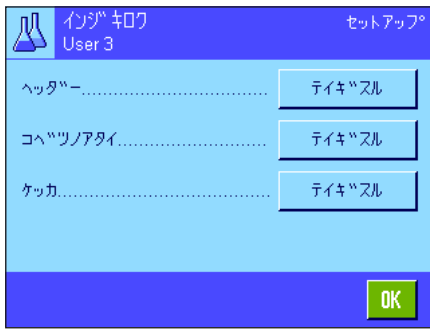 インジ キロク
セットアップ
User 3
ヘッダー................................ テイギスル
コベツノアタイ.......................... テイギスル
ケッカ.................................... テイギスル
OK